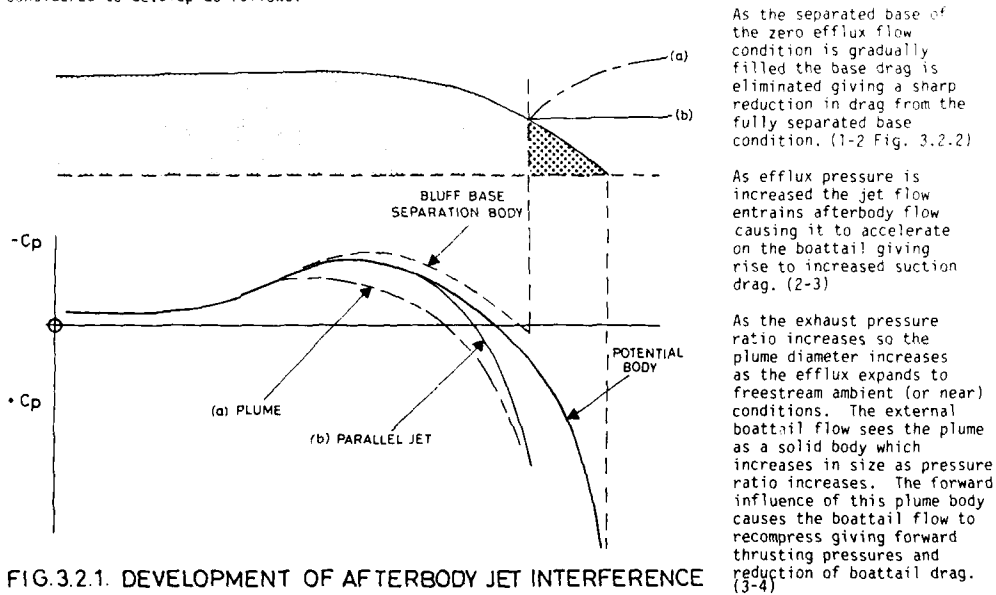 As the separated base of
the zero efflux flow
condition is gradually
filled the base drag is
eliminated giving a sharp
reduction in drag from the
fully separated base
condition. (1-2 Fig. 3.2.2)
As efflux pressure is
increased the jet flow
entrains afterbody flow
causing it to accelerate
on the boattail giving
rise to increased suction
drag. (2-3)
As the exhaust pressure
ratio increases so the
plume diameter increases
as the efflux expands to
freestream ambient (or near)
conditions. The external
boattail flow sees the plume
as a solid body which
increases in size as pressure
ratio increases. The forward
influence of this plume body
causes the boattail flow to
recompress giving forward
thrusting pressures and
reduction of boattail drag.
(3-4)
(a)
(b)
BLUFF BASE
SEPARATION BODY
-Cp
+Cp
POTENTIAL
BODY
(a) PLUME
(b) PARALLEL JET
FIG.3.2.1. DEVELOPMENT OF AFTERBODY JET INTERFERENCE